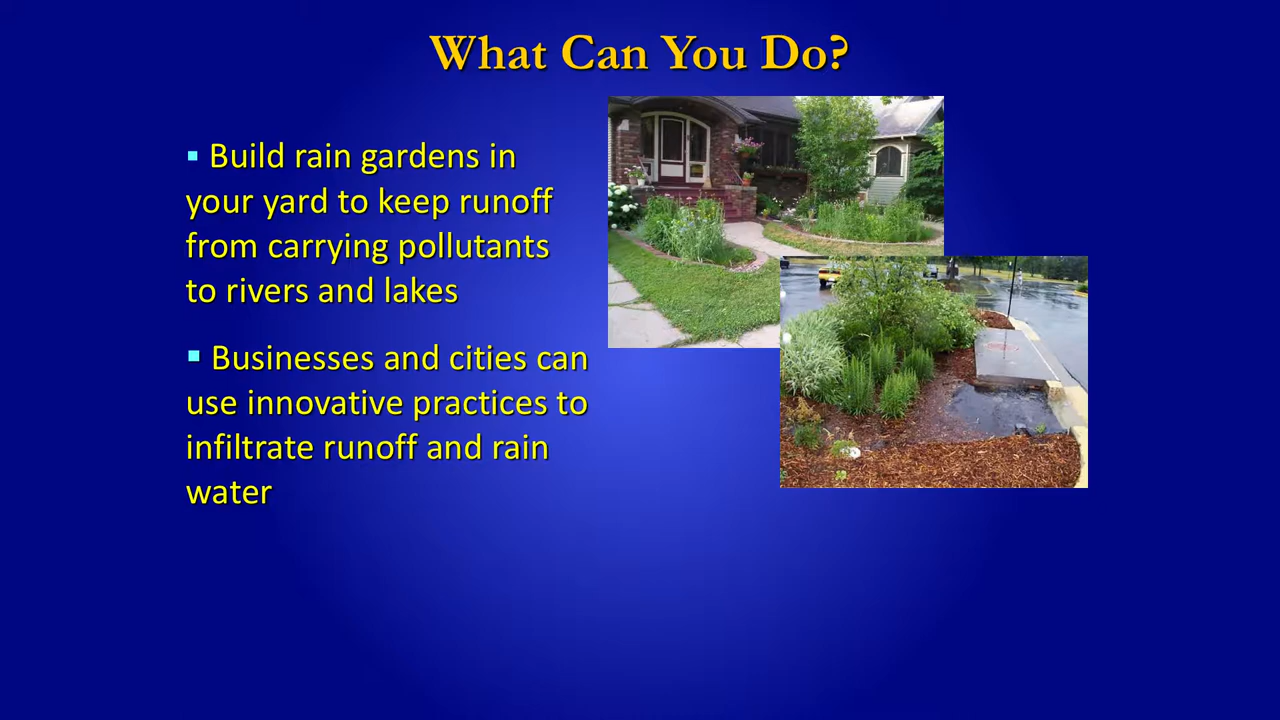 What Can You Do?
▪ Build rain gardens in
your yard to keep runoff
from carrying pollutants
to rivers and lakes
▪ Businesses and cities can
use innovative practices to
infiltrate runoff and rain
water